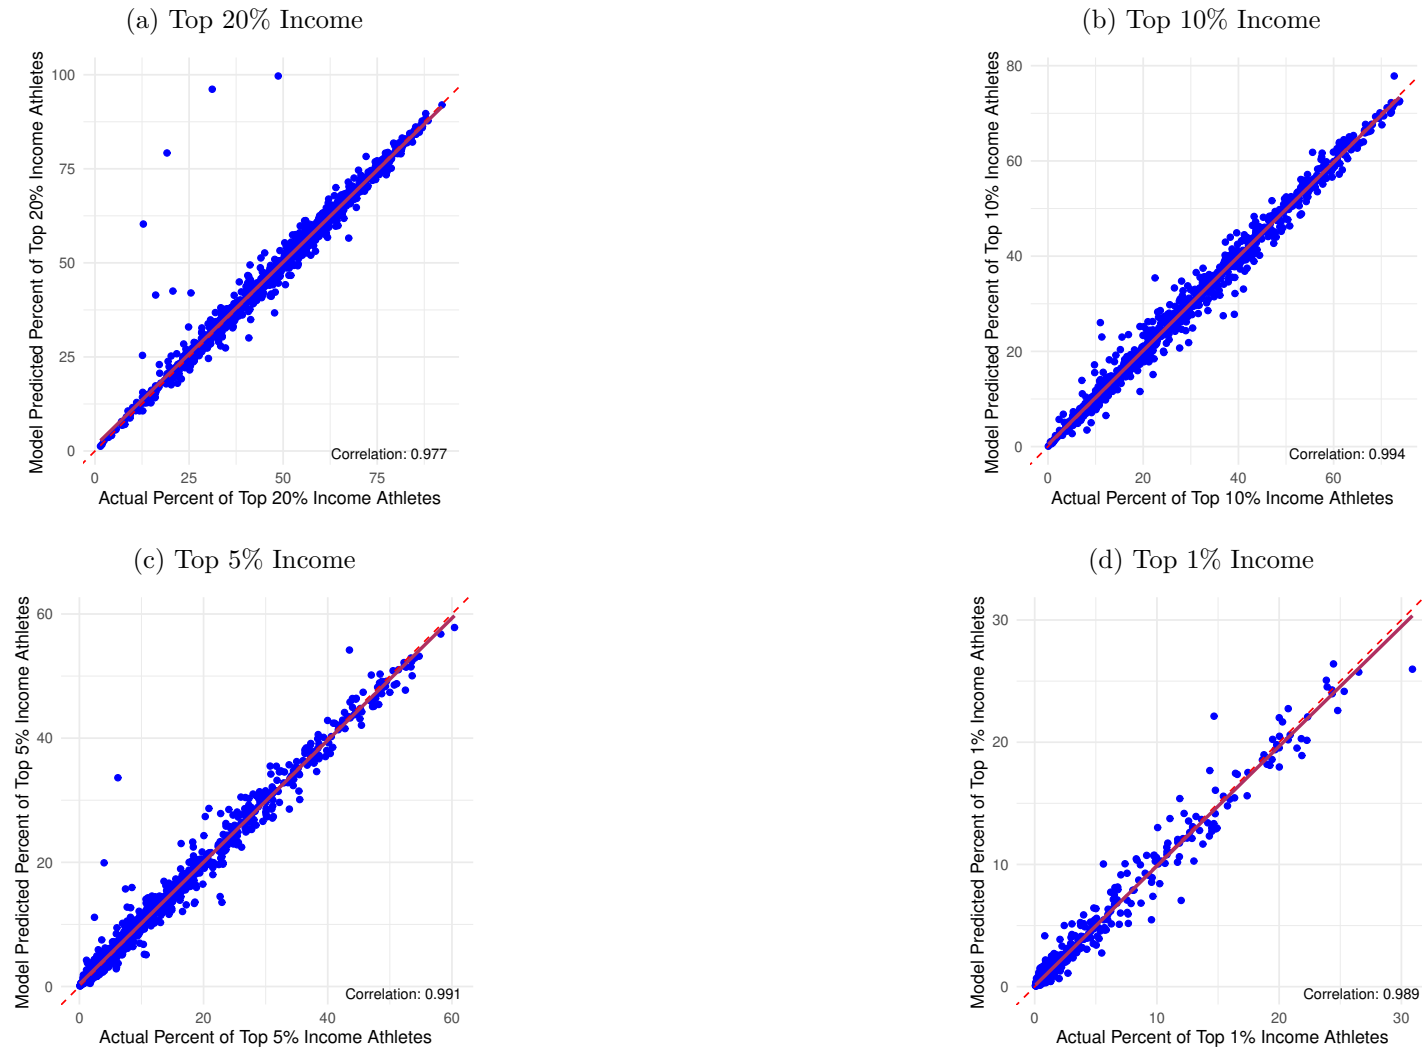 (a) Top 20% Income
Model Predicted Percent of Top 20% Income Athletes
100
75
50
25
0
Correlation: 0.977
0 25 50 75
Actual Percent of Top 20% Income Athletes
(b) Top 10% Income
Model Predicted Percent of Top 10% Income Athletes
80
60
40
20
0
Correlation: 0.994
0 20 40 60
Actual Percent of Top 10% Income Athletes
(c) Top 5% Income
Model Predicted Percent of Top 5% Income Athletes
60
40
20
0
Correlation: 0.991
0 20 40 60
Actual Percent of Top 5% Income Athletes
(d) Top 1% Income
Model Predicted Percent of Top 1% Income Athletes
30
20
10
0
Correlation: 0.989
0 10 20 30
Actual Percent of Top 1% Income Athletes